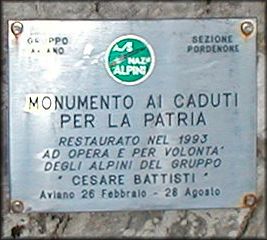 GRUPPO SEZIONE
AVIANO PORDENONE
NAZ
ALPINI
MONUMENTO AI CADUTI
PER LA PATRIA
RESTAURATO NEL 1993
AD OPERA E PER VOLONTA'
DEGLI ALPINI DEL GRUPPO
"CESARE BATTISTI"
Aviano 26 Febbraio - 28 Agosto